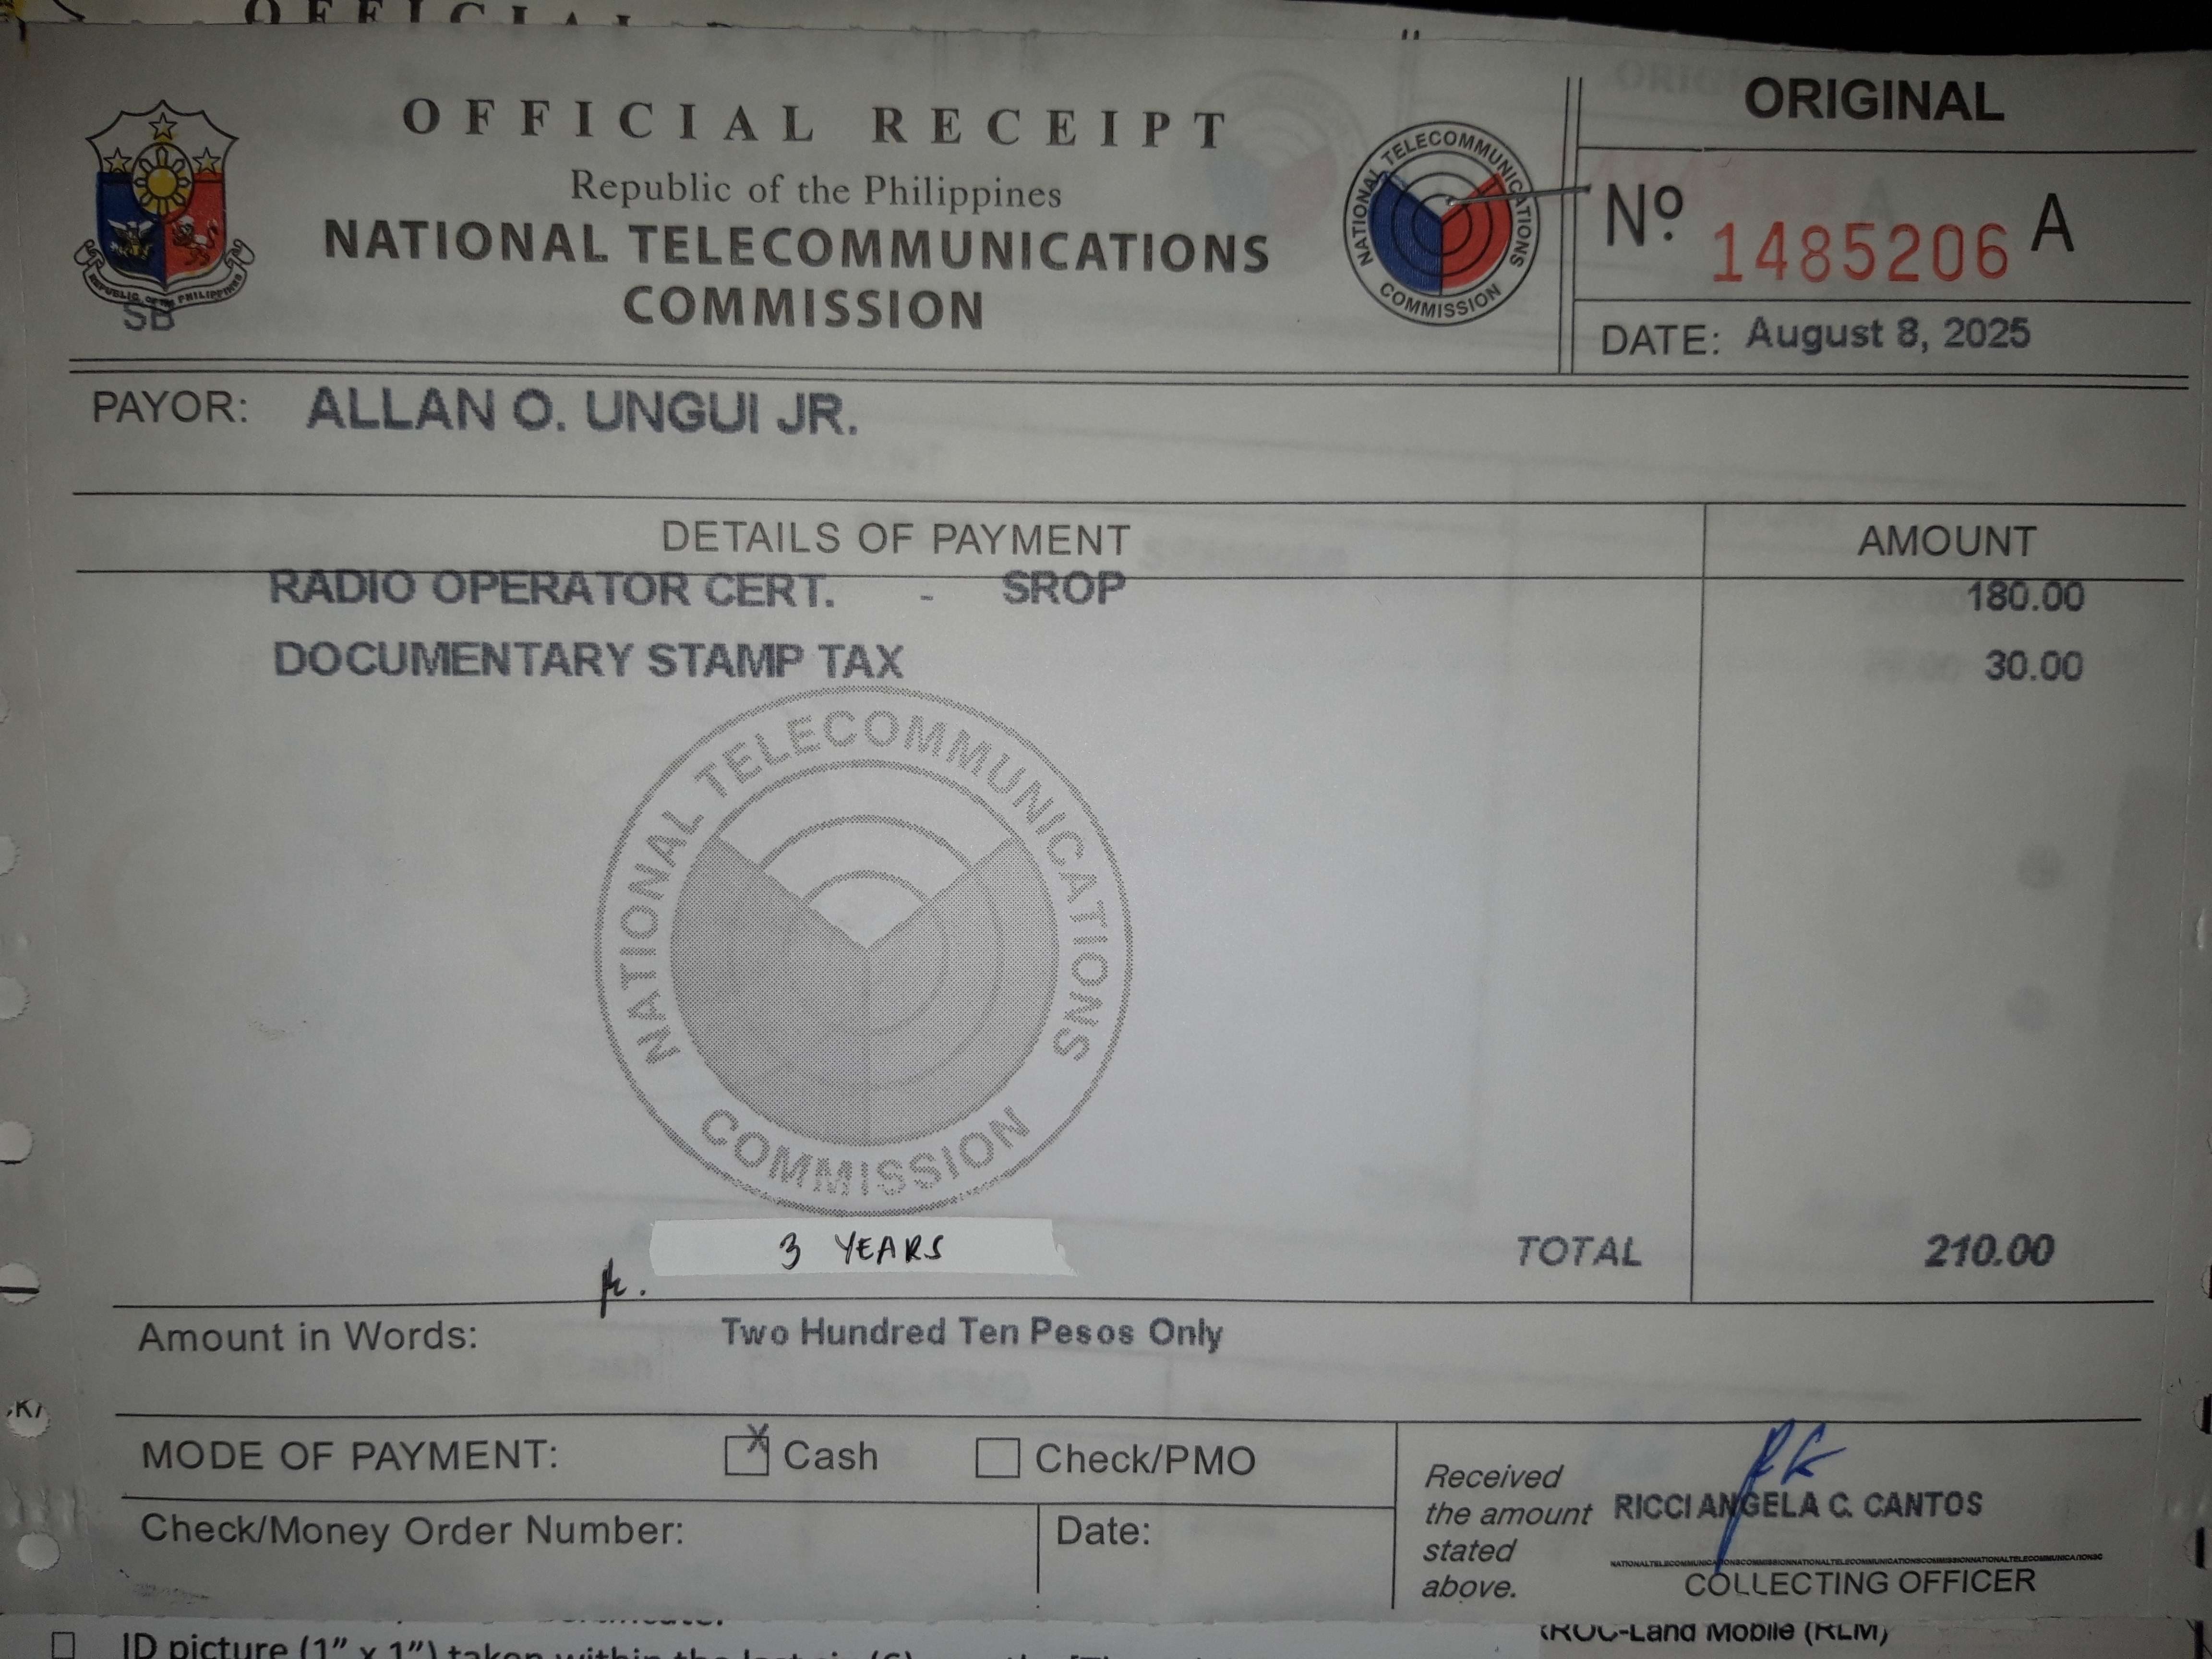 OFFICIAL RECEIPT
Republic of the Philippines
NATIONAL TELECOMMUNICATIONS
COMMISSION
REPUBLIC OF THE PHILIPPINES
SB
NATIONAL TELECOMMUNICATIONS COMMISSION
ORIGINAL
Nº 1485206 A
DATE: August 8, 2025
PAYOR: ALLAN O. UNGUI JR.
DETAILS OF PAYMENT AMOUNT
RADIO OPERATOR CERT. - SROP 180.00
DOCUMENTARY STAMP TAX 30.00
NATIONAL TELECOMMUNICATIONS COMMISSION
3 YEARS
TOTAL 210.00
Amount in Words: Two Hundred Ten Pesos Only
MODE OF PAYMENT: x Cash Check/PMO
Check/Money Order Number: Date:
Received
the amount
stated
above.
RICCI ANGELA C. CANTOS
COLLECTING OFFICER
ID picture (1" x 1") taken within the last six (6)
ROC-Land Mobile (RLM)